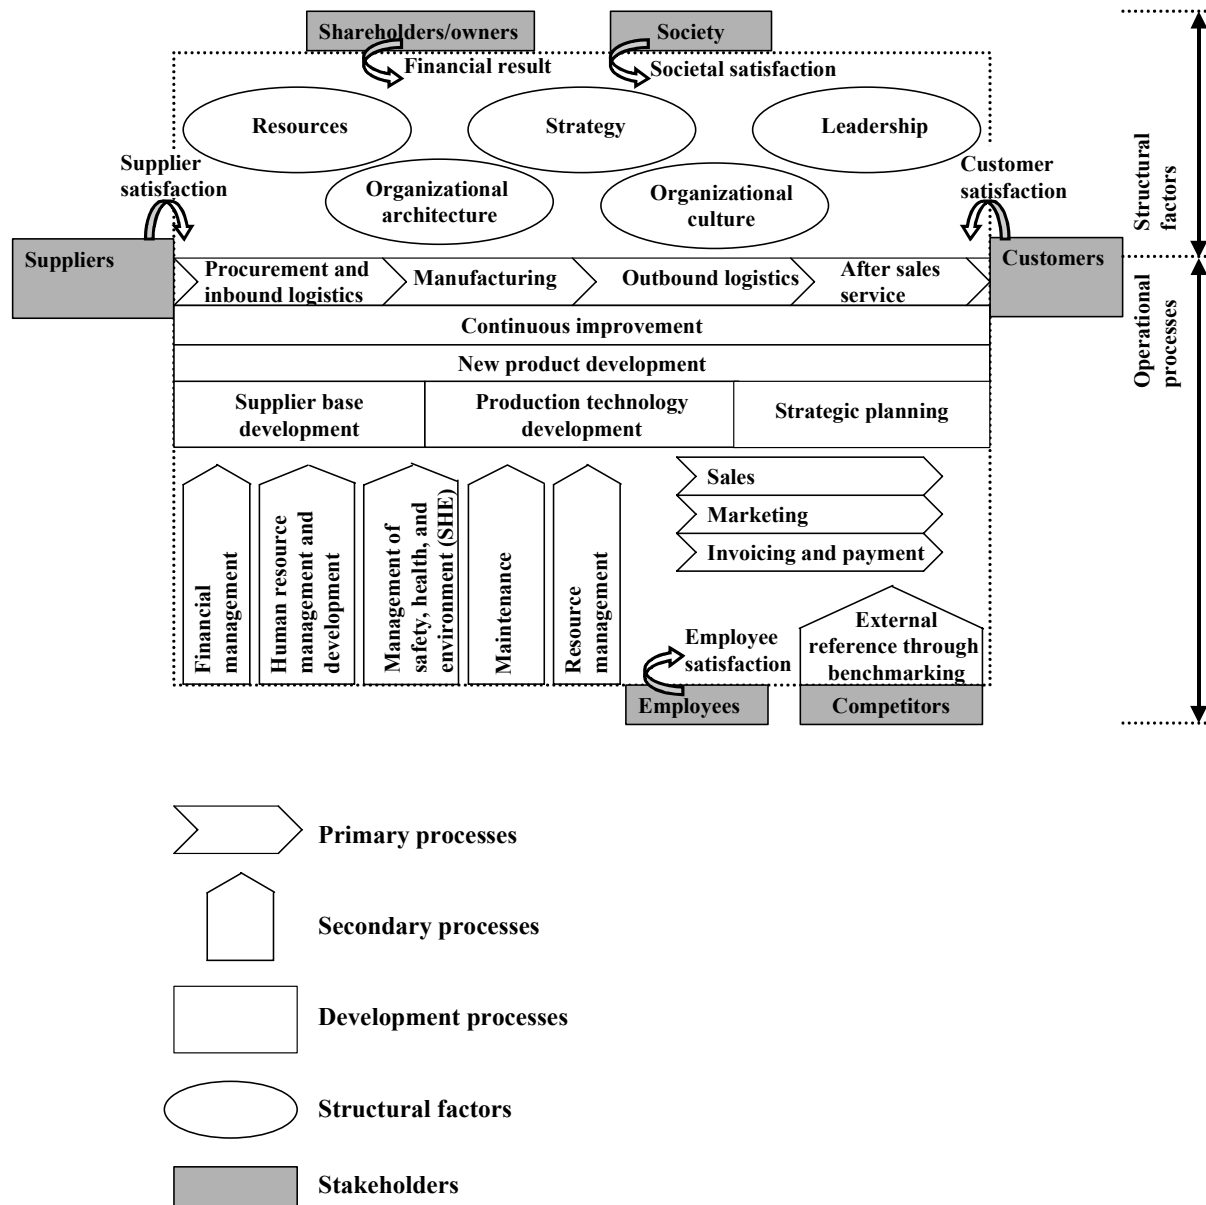 Shareholders/owners
Society
Financial result
Societal satisfaction
Resources
Strategy
Leadership
Supplier
satisfaction
Organizational
architecture
Organizational
culture
Customer
satisfaction
Structural
factors
Suppliers
Customers
Procurement and
inbound logistics
Manufacturing
Outbound logistics
After sales
service
Continuous improvement
New product development
Supplier base
development
Production technology
development
Strategic planning
Operational
processes
Financial
management
Human resource
management and
development
Management of
safety, health, and
environment (SHE)
Maintenance
Resource
management
Sales
Marketing
Invoicing and payment
Employee
satisfaction
External
reference through
benchmarking
Employees
Competitors
Primary processes
Secondary processes
Development processes
Structural factors
Stakeholders